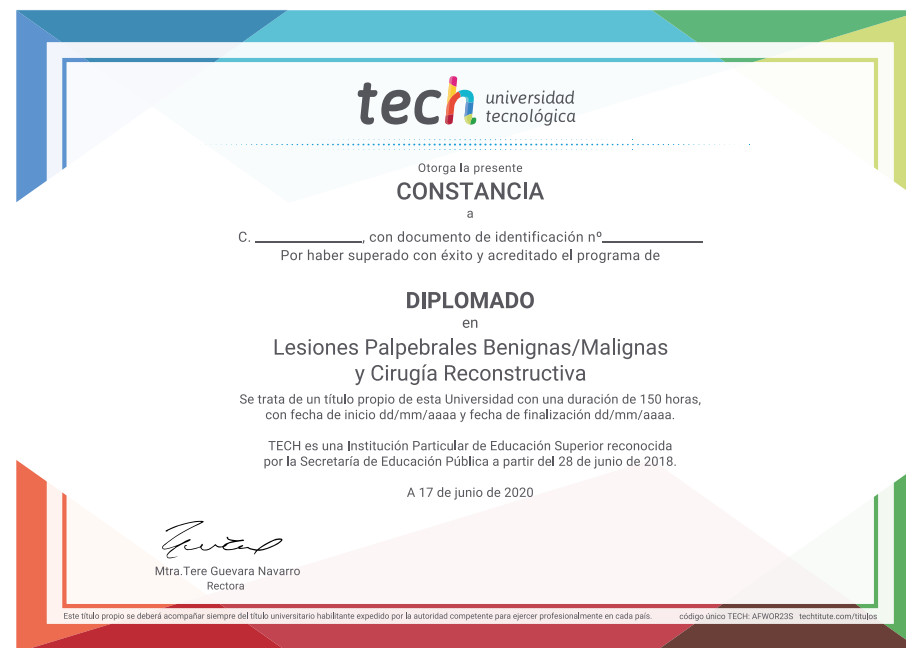 tech universidad
tecnológica
Otorga la presente
CONSTANCIA
a
C. ____________, con documento de identificación nº____________
Por haber superado con éxito y acreditado el programa de
DIPLOMADO
en
Lesiones Palpebrales Benignas/Malignas
y Cirugía Reconstructiva
Se trata de un título propio de esta Universidad con una duración de 150 horas,
con fecha de inicio dd/mm/aaaa y fecha de finalización dd/mm/aaaa.
TECH es una Institución Particular de Educación Superior reconocida
por la Secretaría de Educación Pública a partir del 28 de junio de 2018.
A 17 de junio de 2020
Mtra.Tere Guevara Navarro
Rectora
Este título propio se deberá acompañar siempre del título universitario habilitante expedido por la autoridad competente para ejercer profesionalmente en cada país. código único TECH: AFWOR23S techtitute.com/titulos